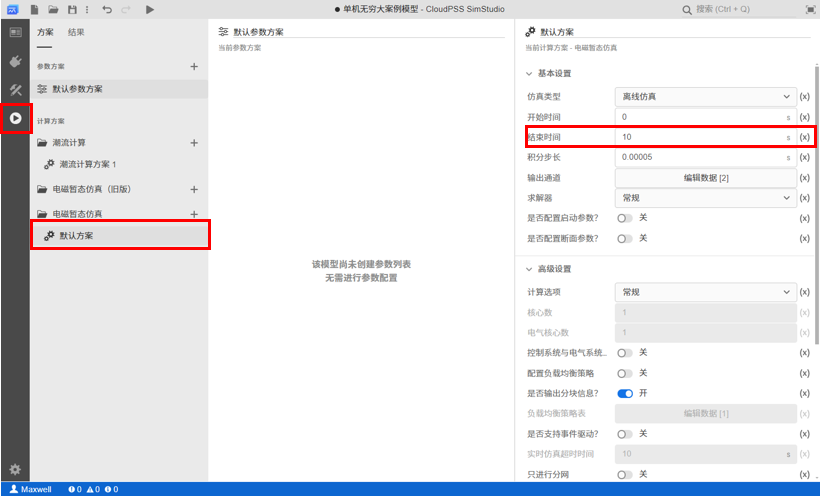 ● 单机无穷大案例模型 - CloudPSS SimStudio
搜索 (Ctrl + Q)
方案 结果
参数方案
默认参数方案
计算方案
潮流计算
潮流计算方案 1
电磁暂态仿真（旧版）
电磁暂态仿真
默认方案
默认参数方案
当前参数方案
该模型尚未创建参数列表
无需进行参数配置
默认方案
当前计算方案 - 电磁暂态仿真
基本设置
仿真类型 离线仿真 (x)
开始时间 0 s (x)
结束时间 10 s (x)
积分步长 0.00005 s (x)
输出通道 编辑数据 [2] (x)
求解器 常规 (x)
是否配置启动参数? 关 (x)
是否配置断面参数? 关 (x)
高级设置
计算选项 常规 (x)
核心数 1 (x)
电气核心数 1 (x)
控制系统与电气系统... 关 (x)
配置负载均衡策略 关 (x)
是否输出分块信息? 开 (x)
负载均衡策略表 编辑数据 [1] (x)
是否支持事件驱动? 关 (x)
实时仿真超时时间 10 s (x)
只进行分网 关 (x)
Maxwell 0 0 0